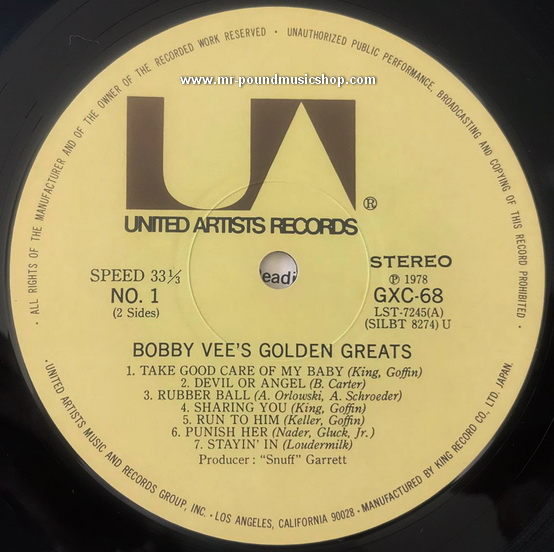 · ALL RIGHTS OF THE MANUFACTURER AND OF THE OWNER OF THE RECORDED WORK RESERVED · UNAUTHORIZED PUBLIC PERFORMANCE, BROADCASTING AND COPYING OF THIS RECORD PROHIBITED ·
www.mr-poundmusicshop.com
UA
®
UNITED ARTISTS RECORDS
SPEED 33⅓
NO. 1
(2 Sides)
STEREO
Ⓟ 1978
GXC-68
LST-7245(A)
(SILBT 8274) U
BOBBY VEE'S GOLDEN GREATS
1. TAKE GOOD CARE OF MY BABY (King, Goffin)
2. DEVIL OR ANGEL (B. Carter)
3. RUBBER BALL (A. Orlowski, A. Schroeder)
4. SHARING YOU (King, Goffin)
5. RUN TO HIM (Keller, Goffin)
6. PUNISH HER (Nader, Gluck, Jr.)
7. STAYIN' IN (Loudermilk)
Producer : "Snuff" Garrett
· UNITED ARTISTS MUSIC AND RECORDS GROUP, INC. · LOS ANGELES, CALIFORNIA 90028 · MANUFACTURED BY KING RECORD CO., LTD. JAPAN.